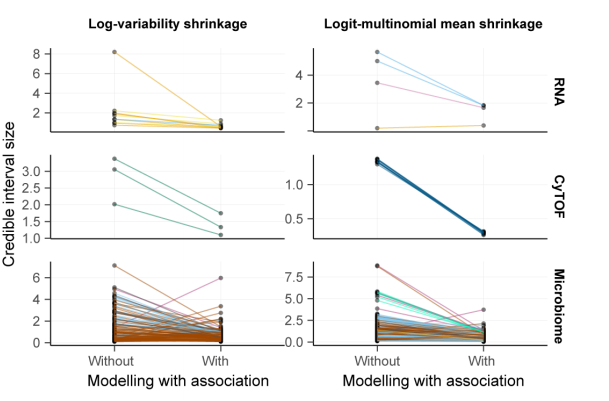 Log-variability shrinkage
Logit-multinomial mean shrinkage
Credible interval size
8
6
4
2
4
2
RNA
3.0
2.5
2.0
1.5
1.0
1.0
0.5
CyTOF
6
4
2
0
7.5
5.0
2.5
0.0
Microbiome
Without
With
Without
With
Modelling with association
Modelling with association